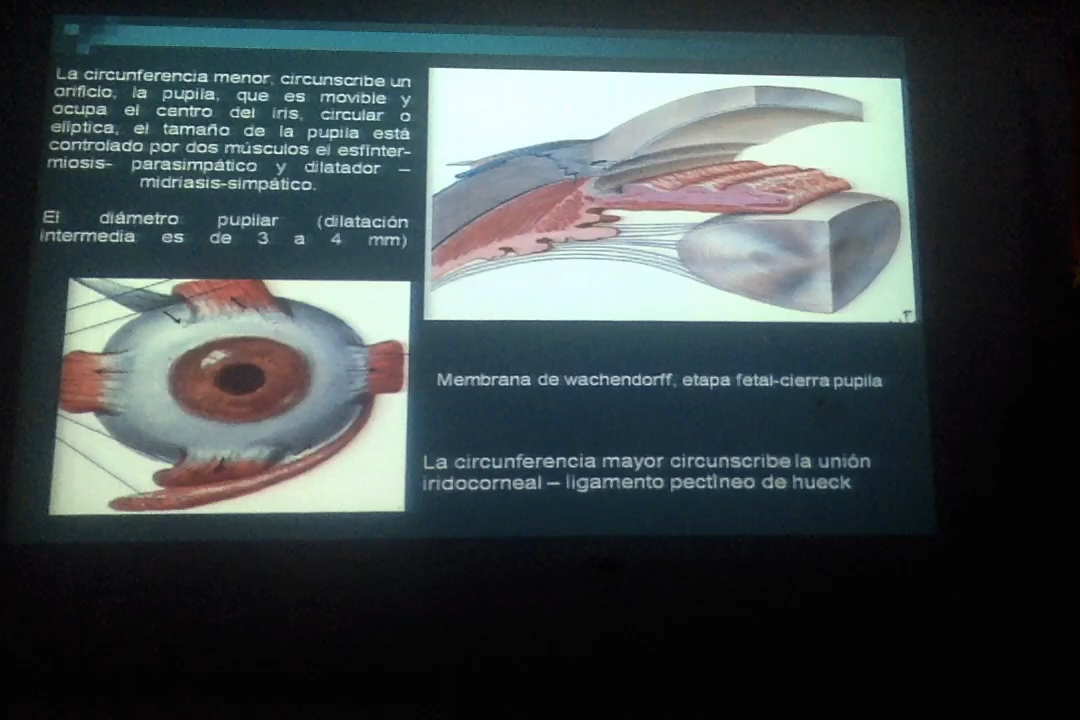 La circunferencia menor, circunscribe un
orificio, la pupila, que es movible y
ocupa el centro del iris, circular o
elíptica, el tamaño de la pupila está
controlado por dos músculos el esfínter-
miosis- parasimpático y dilatador –
midriasis-simpático.
El diámetro pupilar (dilatación
intermedia es de 3 a 4 mm)
Membrana de wachendorff, etapa fetal-cierra pupila
La circunferencia mayor circunscribe la unión
iridocorneal – ligamento pectíneo de hueck